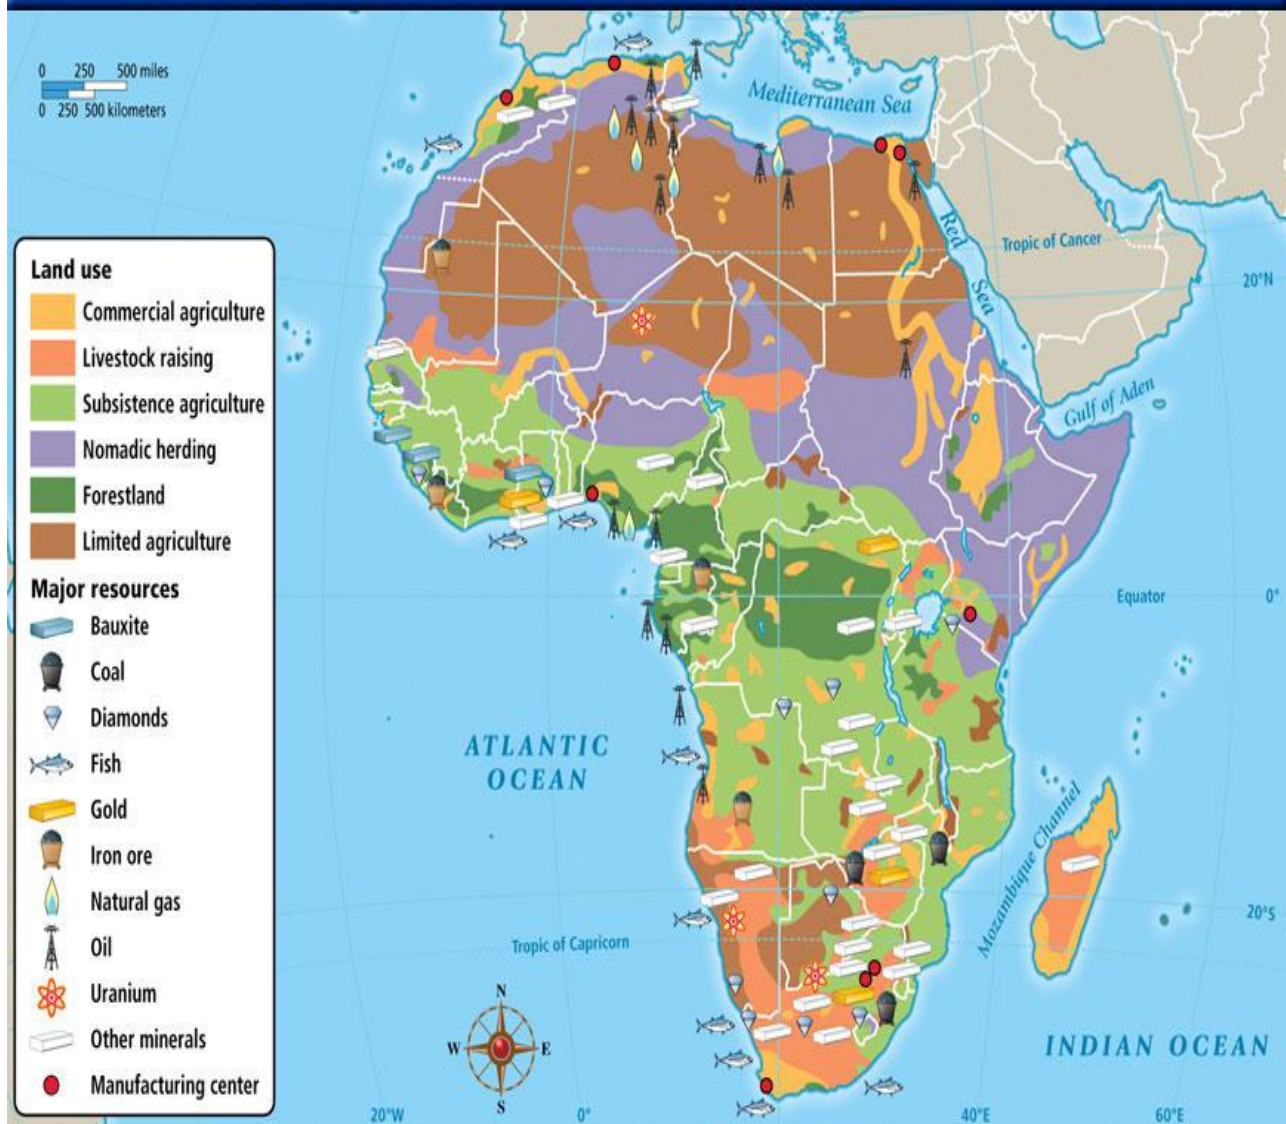 0 250 500 miles
0 250 500 kilometers
Mediterranean Sea
Red
Sea
Tropic of Cancer
20°N
Gulf of Aden
Land use
Commercial agriculture
Livestock raising
Subsistence agriculture
Nomadic herding
Forestland
Limited agriculture
Major resources
Bauxite
Coal
Diamonds
Fish
Gold
Iron ore
Natural gas
Oil
Uranium
Other minerals
Manufacturing center
Equator
0°
ATLANTIC
OCEAN
Mozambique Channel
20°S
Tropic of Capricorn
N
W
E
S
INDIAN OCEAN
20°W
0°
40°E
60°E